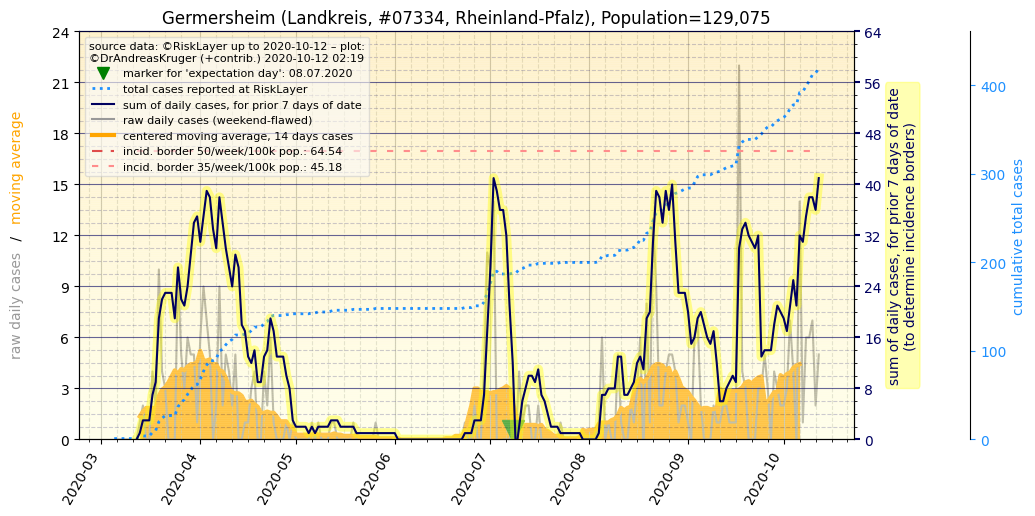 Germersheim (Landkreis, #07334, Rheinland-Pfalz), Population=129,075
source data: ©RiskLayer up to 2020-10-12 – plot:
©DrAndreasKruger (+contrib.) 2020-10-12 02:19
marker for 'expectation day': 08.07.2020
total cases reported at RiskLayer
sum of daily cases, for prior 7 days of date
raw daily cases (weekend-flawed)
centered moving average, 14 days cases
incid. border 50/week/100k pop.: 64.54
incid. border 35/week/100k pop.: 45.18
raw daily cases / moving average
24
21
18
15
12
9
6
3
0
64
56
48
40
32
24
16
8
0
sum of daily cases, for prior 7 days of date
(to determine incidence borders)
400
300
200
100
0
cumulative total cases
2020-03
2020-04
2020-05
2020-06
2020-07
2020-08
2020-09
2020-10